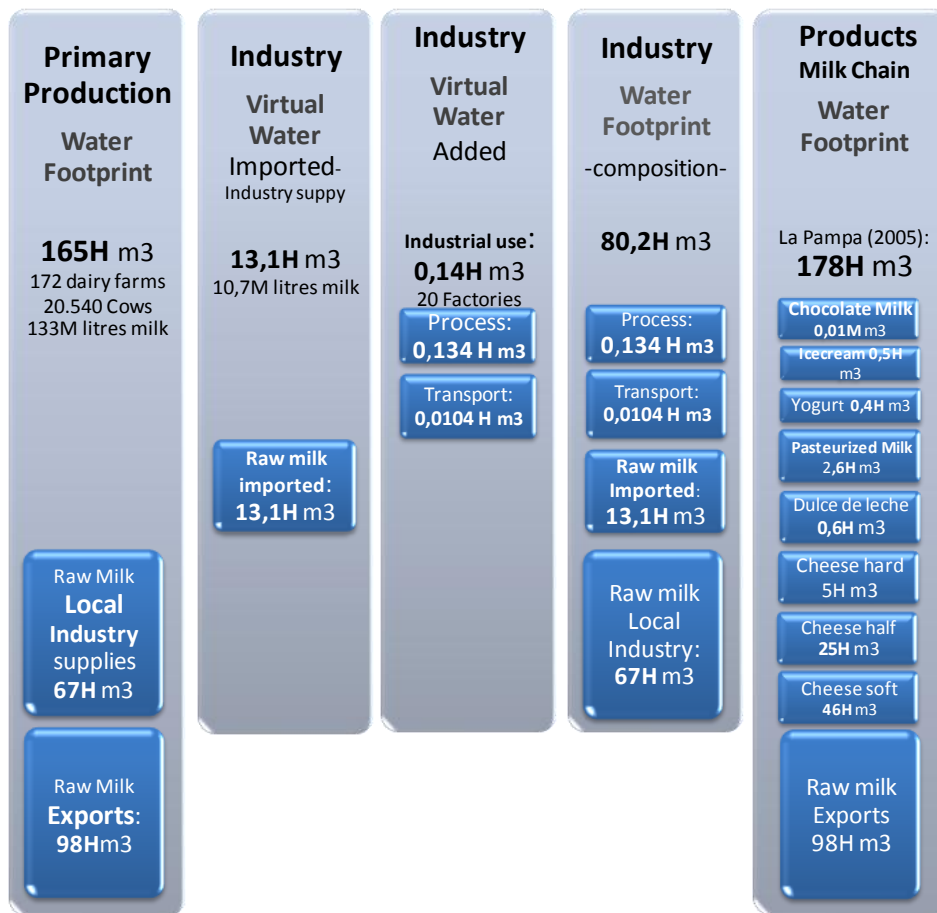 Primary
Production
Water
Footprint
165H m3
172 dairy farms
20.540 Cows
133M litres milk
Raw Milk
Local
Industry
supplies
67H m3
Raw Milk
Exports:
98Hm3
Industry
Virtual
Water
Imported-
Industry suppy
13,1H m3
10,7M litres milk
Raw milk
imported:
13,1H m3
Industry
Virtual
Water
Added
Industrial use:
0,14H m3
20 Factories
Process:
0,134 H m3
Transport:
0,0104 H m3
Industry
Water
Footprint
-composition-
80,2H m3
Process:
0,134 H m3
Transport:
0,0104 H m3
Raw milk
Imported:
13,1H m3
Raw milk
Local
Industry:
67H m3
Products
Milk Chain
Water
Footprint
La Pampa (2005):
178H m3
Chocolate Milk
0,01M m3
Icecream 0,5H
m3
Yogurt 0,4H m3
Pasteurized Milk
2,6H m3
Dulce de leche
0,6H m3
Cheese hard
5H m3
Cheese half
25H m3
Cheese soft
46H m3
Raw milk
Exports
98H m3